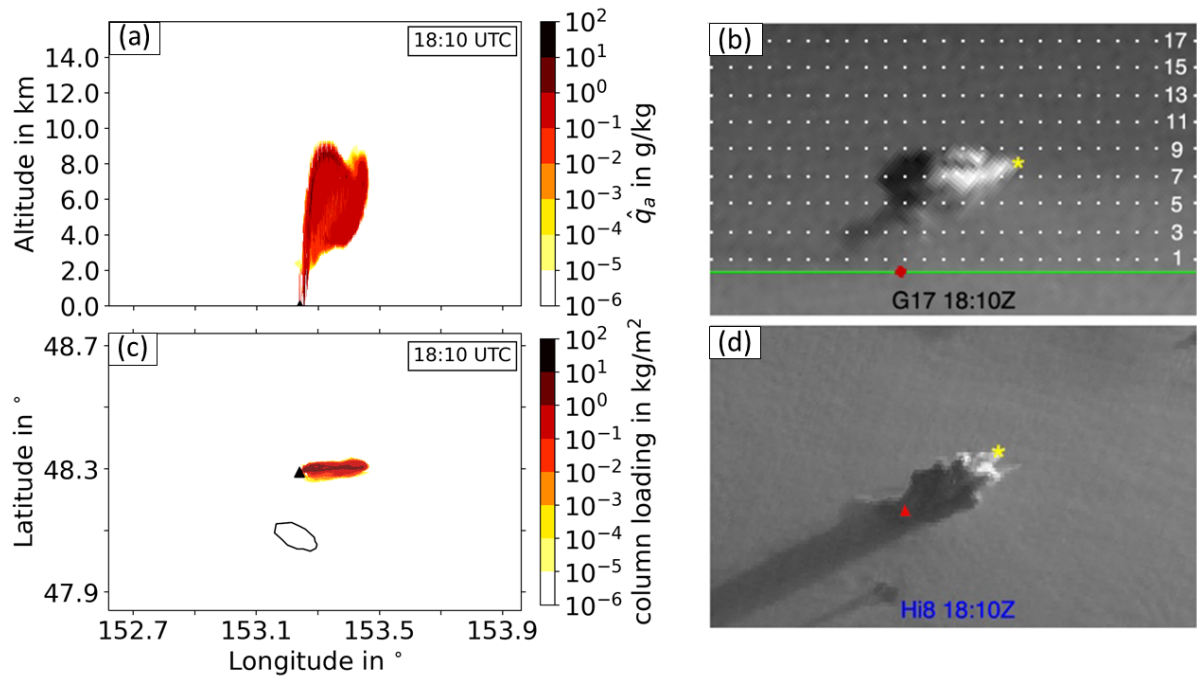 (a)
18:10 UTC
14.0
12.0
10.0
8.0
6.0
4.0
2.0
0.0
Altitude in km
10²
10¹
10⁰
10⁻¹
10⁻²
10⁻³
10⁻⁴
10⁻⁵
10⁻⁶
q̂ₐ in g/kg
(b)
17
15
13
11
9
7
5
3
1
G17 18:10Z
(c)
18:10 UTC
48.7
48.3
47.9
Latitude in °
152.7 153.1 153.5 153.9
Longitude in °
10²
10¹
10⁰
10⁻¹
10⁻²
10⁻³
10⁻⁴
10⁻⁵
10⁻⁶
column loading in kg/m²
(d)
Hi8 18:10Z